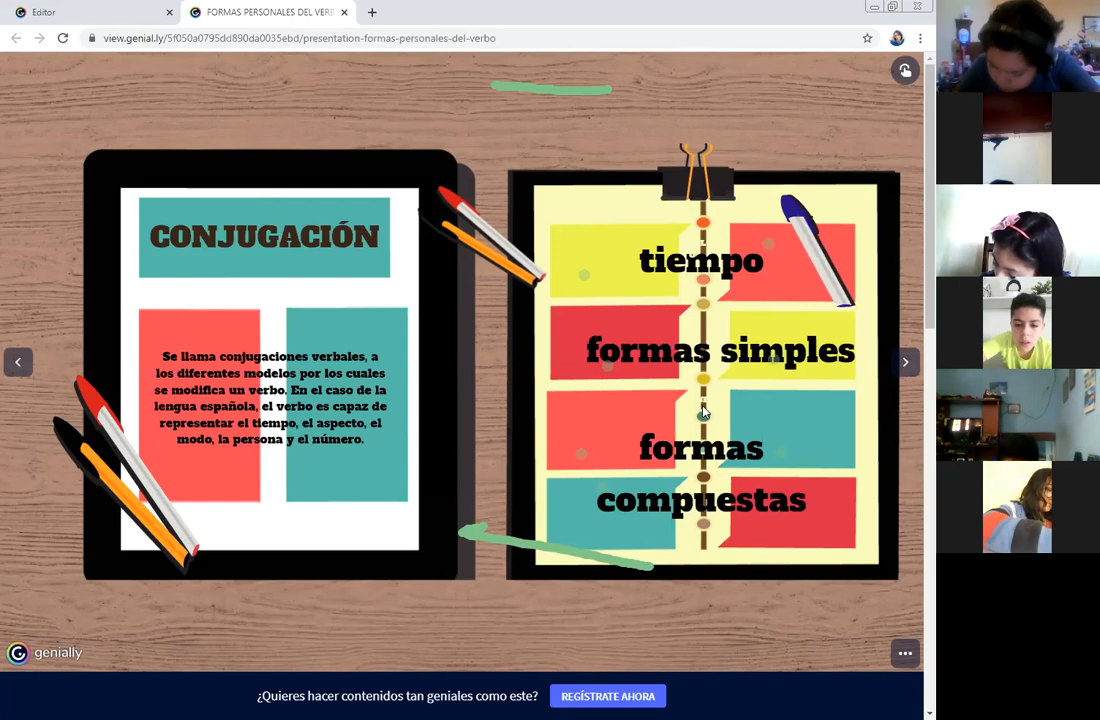 Editor
FORMAS PERSONALES DEL VERB
view.genial.ly/5f050a0795dd890da0035ebd/presentation-formas-personales-del-verbo
CONJUGACIÓN
Se llama conjugaciones verbales, a
los diferentes modelos por los cuales
se modifica un verbo. En el caso de la
lengua española, el verbo es capaz de
representar el tiempo, el aspecto, el
modo, la persona y el número.
tiempo
formas simples
formas
compuestas
genially
¿Quieres hacer contenidos tan geniales como este?
REGÍSTRATE AHORA